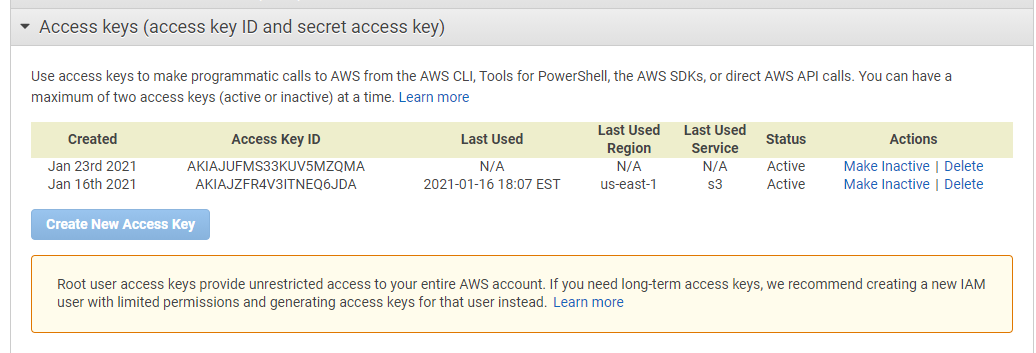 Access keys (access key ID and secret access key)
Use access keys to make programmatic calls to AWS from the AWS CLI, Tools for PowerShell, the AWS SDKs, or direct AWS API calls. You can have a
maximum of two access keys (active or inactive) at a time. Learn more
Created Access Key ID Last Used Last Used Region Last Used Service Status Actions
Jan 23rd 2021 AKIAJUFMS33KUV5MZQMA N/A N/A N/A Active Make Inactive | Delete
Jan 16th 2021 AKIAJZFR4V3ITNEQ6JDA 2021-01-16 18:07 EST us-east-1 s3 Active Make Inactive | Delete
Create New Access Key
Root user access keys provide unrestricted access to your entire AWS account. If you need long-term access keys, we recommend creating a new IAM
user with limited permissions and generating access keys for that user instead. Learn more